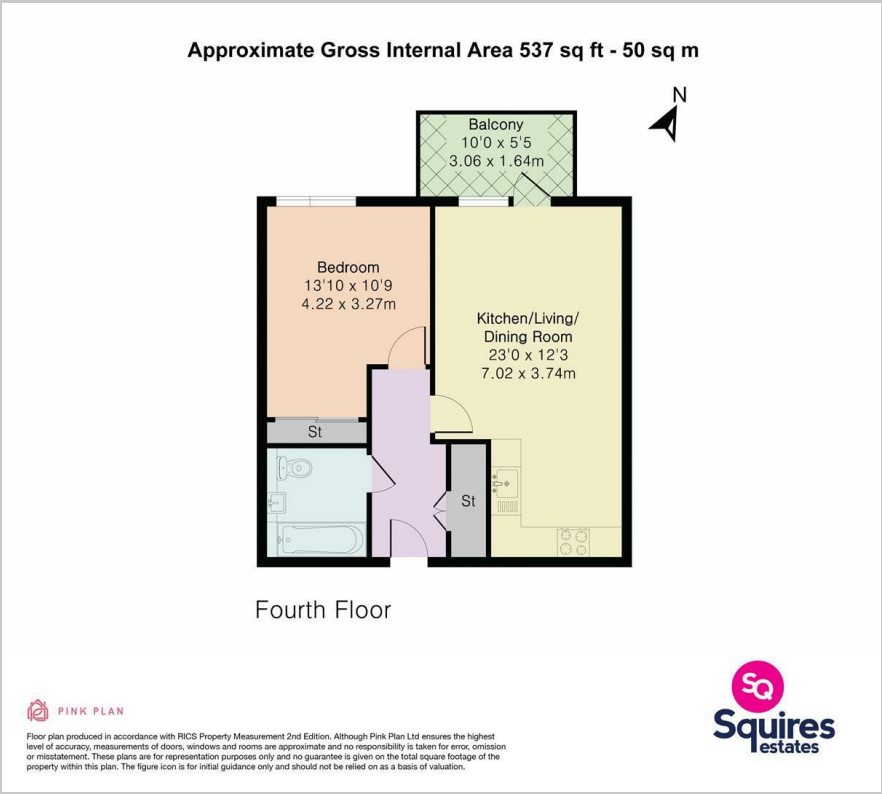 Approximate Gross Internal Area 537 sq ft - 50 sq m
N
Balcony
10'0 x 5'5
3.06 x 1.64m
Bedroom
13'10 x 10'9
4.22 x 3.27m
Kitchen/Living/
Dining Room
23'0 x 12'3
7.02 x 3.74m
St
St
Fourth Floor
PINK PLAN
SQ
Squires
estates
Floor plan produced in accordance with RICS Property Measurement 2nd Edition. Although Pink Plan Ltd ensures the highest
level of accuracy, measurements of doors, windows and rooms are approximate and no responsibility is taken for error, omission
or misstatement. These plans are for representation purposes only and no guarantee is given on the total square footage of the
property within this plan. The figure icon is for initial guidance only and should not be relied on as a basis of valuation.